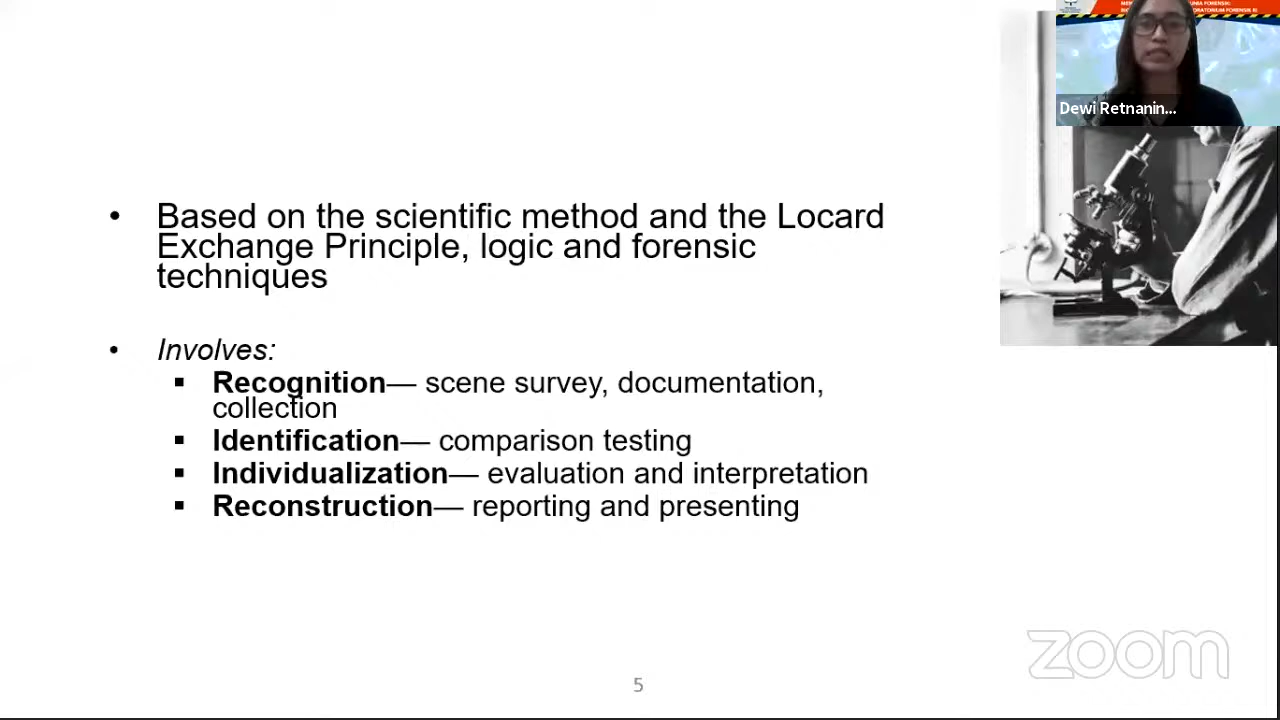 Dewi Retnanin...
• Based on the scientific method and the Locard
Exchange Principle, logic and forensic
techniques
• Involves:
▪ Recognition— scene survey, documentation,
collection
▪ Identification— comparison testing
▪ Individualization— evaluation and interpretation
▪ Reconstruction— reporting and presenting
zoom
5